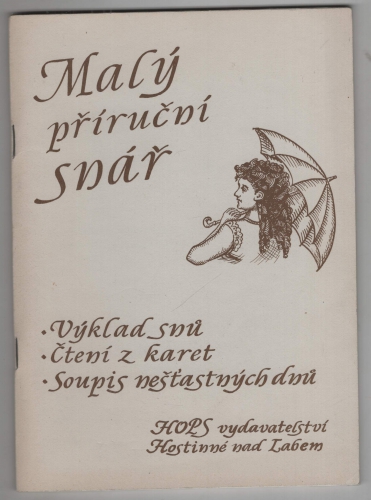 Malý
příruční
snář
· Výklad snů
· Čtení z karet
· Soupis nešťastných dnů
HOPS vydavatelství
Hostinné nad Labem